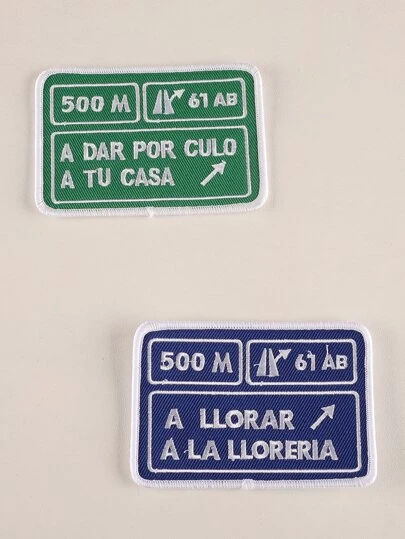 500 M 61 AB
A DAR POR CULO
A TU CASA
500 M 61 AB
A LLORAR
A LA LLORERIA